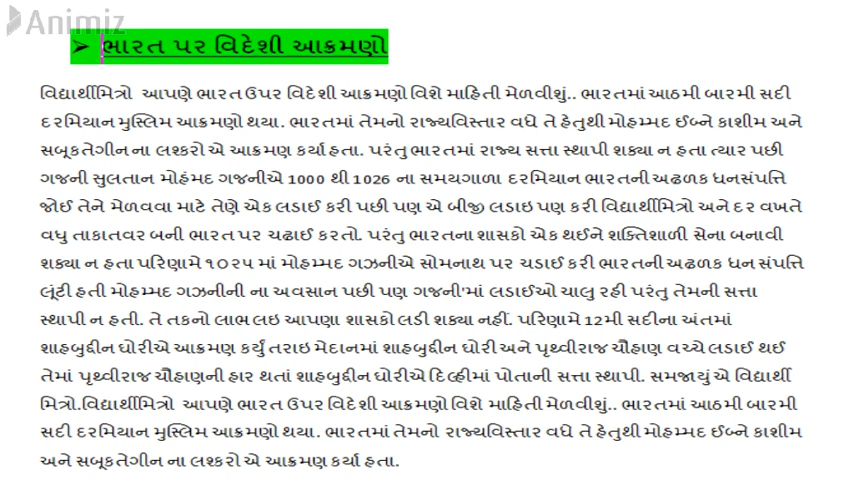 Animiz
➤ ભારત પર વિદેશી આક્રમણો
વિદ્યાર્થીમિત્રો આપણે ભારત ઉપર વિદેશી આક્રમણો વિશે માહિતી મેળવીશું.. ભારતમાં આઠમી બારમી સદી
દરમિયાન મુસ્લિમ આક્રમણો થયા. ભારતમાં તેમનો રાજ્યવિસ્તાર વધે તે હેતુથી મોહમ્મદ ઈબ્ને કાશીમ અને
સબૂકતેગીન ના લશ્કરો એ આક્રમણ કર્યા હતા. પરંતુ ભારતમાં રાજ્ય સત્તા સ્થાપી શક્યા ન હતા ત્યાર પછી
ગજની સુલતાન મોહંમદ ગજનીએ 1000 થી 1026 ના સમયગાળા દરમિયાન ભારતની અઢળક ધનસંપત્તિ
જોઈ તેને મેળવવા માટે તેણે એક લડાઈ કરી પછી પણ એ બીજી લડાઇ પણ કરી વિદ્યાર્થીમિત્રો અને દર વખતે
વધુ તાકાતવર બની ભારત પર ચઢાઈ કરતો. પરંતુ ભારતના શાસકો એક થઈને શક્તિશાળી સેના બનાવી
શક્યા ન હતા પરિણામે ૧૦૨૫ માં મોહમ્મદ ગઝનીએ સોમનાથ પર ચડાઈ કરી ભારતની અઢળક ધન સંપત્તિ
લૂંટી હતી મોહમ્મદ ગઝનીની ના અવસાન પછી પણ ગજની'માં લડાઈઓ ચાલુ રહી પરંતુ તેમની સત્તા
સ્થાપી ન હતી. તે તકનો લાભ લઇ આપણા શાસકો લડી શક્યા નહીં. પરિણામે 12મી સદીના અંતમાં
શાહબુદ્દીન ઘોરીએ આક્રમણ કર્યું તરાઇ મેદાનમાં શાહબુદ્દીન ઘોરી અને પૃથ્વીરાજ ચૌહાણ વચ્ચે લડાઈ થઈ
તેમાં પૃથ્વીરાજ ચૌહાણની હાર થતાં શાહબુદ્દીન ઘોરીએ દિલ્હીમાં પોતાની સત્તા સ્થાપી. સમજાયું એ વિદ્યાર્થી
મિત્રો.વિદ્યાર્થીમિત્રો આપણે ભારત ઉપર વિદેશી આક્રમણો વિશે માહિતી મેળવીશું.. ભારતમાં આઠમી બારમી
સદી દરમિયાન મુસ્લિમ આક્રમણો થયા. ભારતમાં તેમનો રાજ્યવિસ્તાર વધે તે હેતુથી મોહમ્મદ ઈબ્ને કાશીમ
અને સબૂકતેગીન ના લશ્કરો એ આક્રમણ કર્યા હતા.